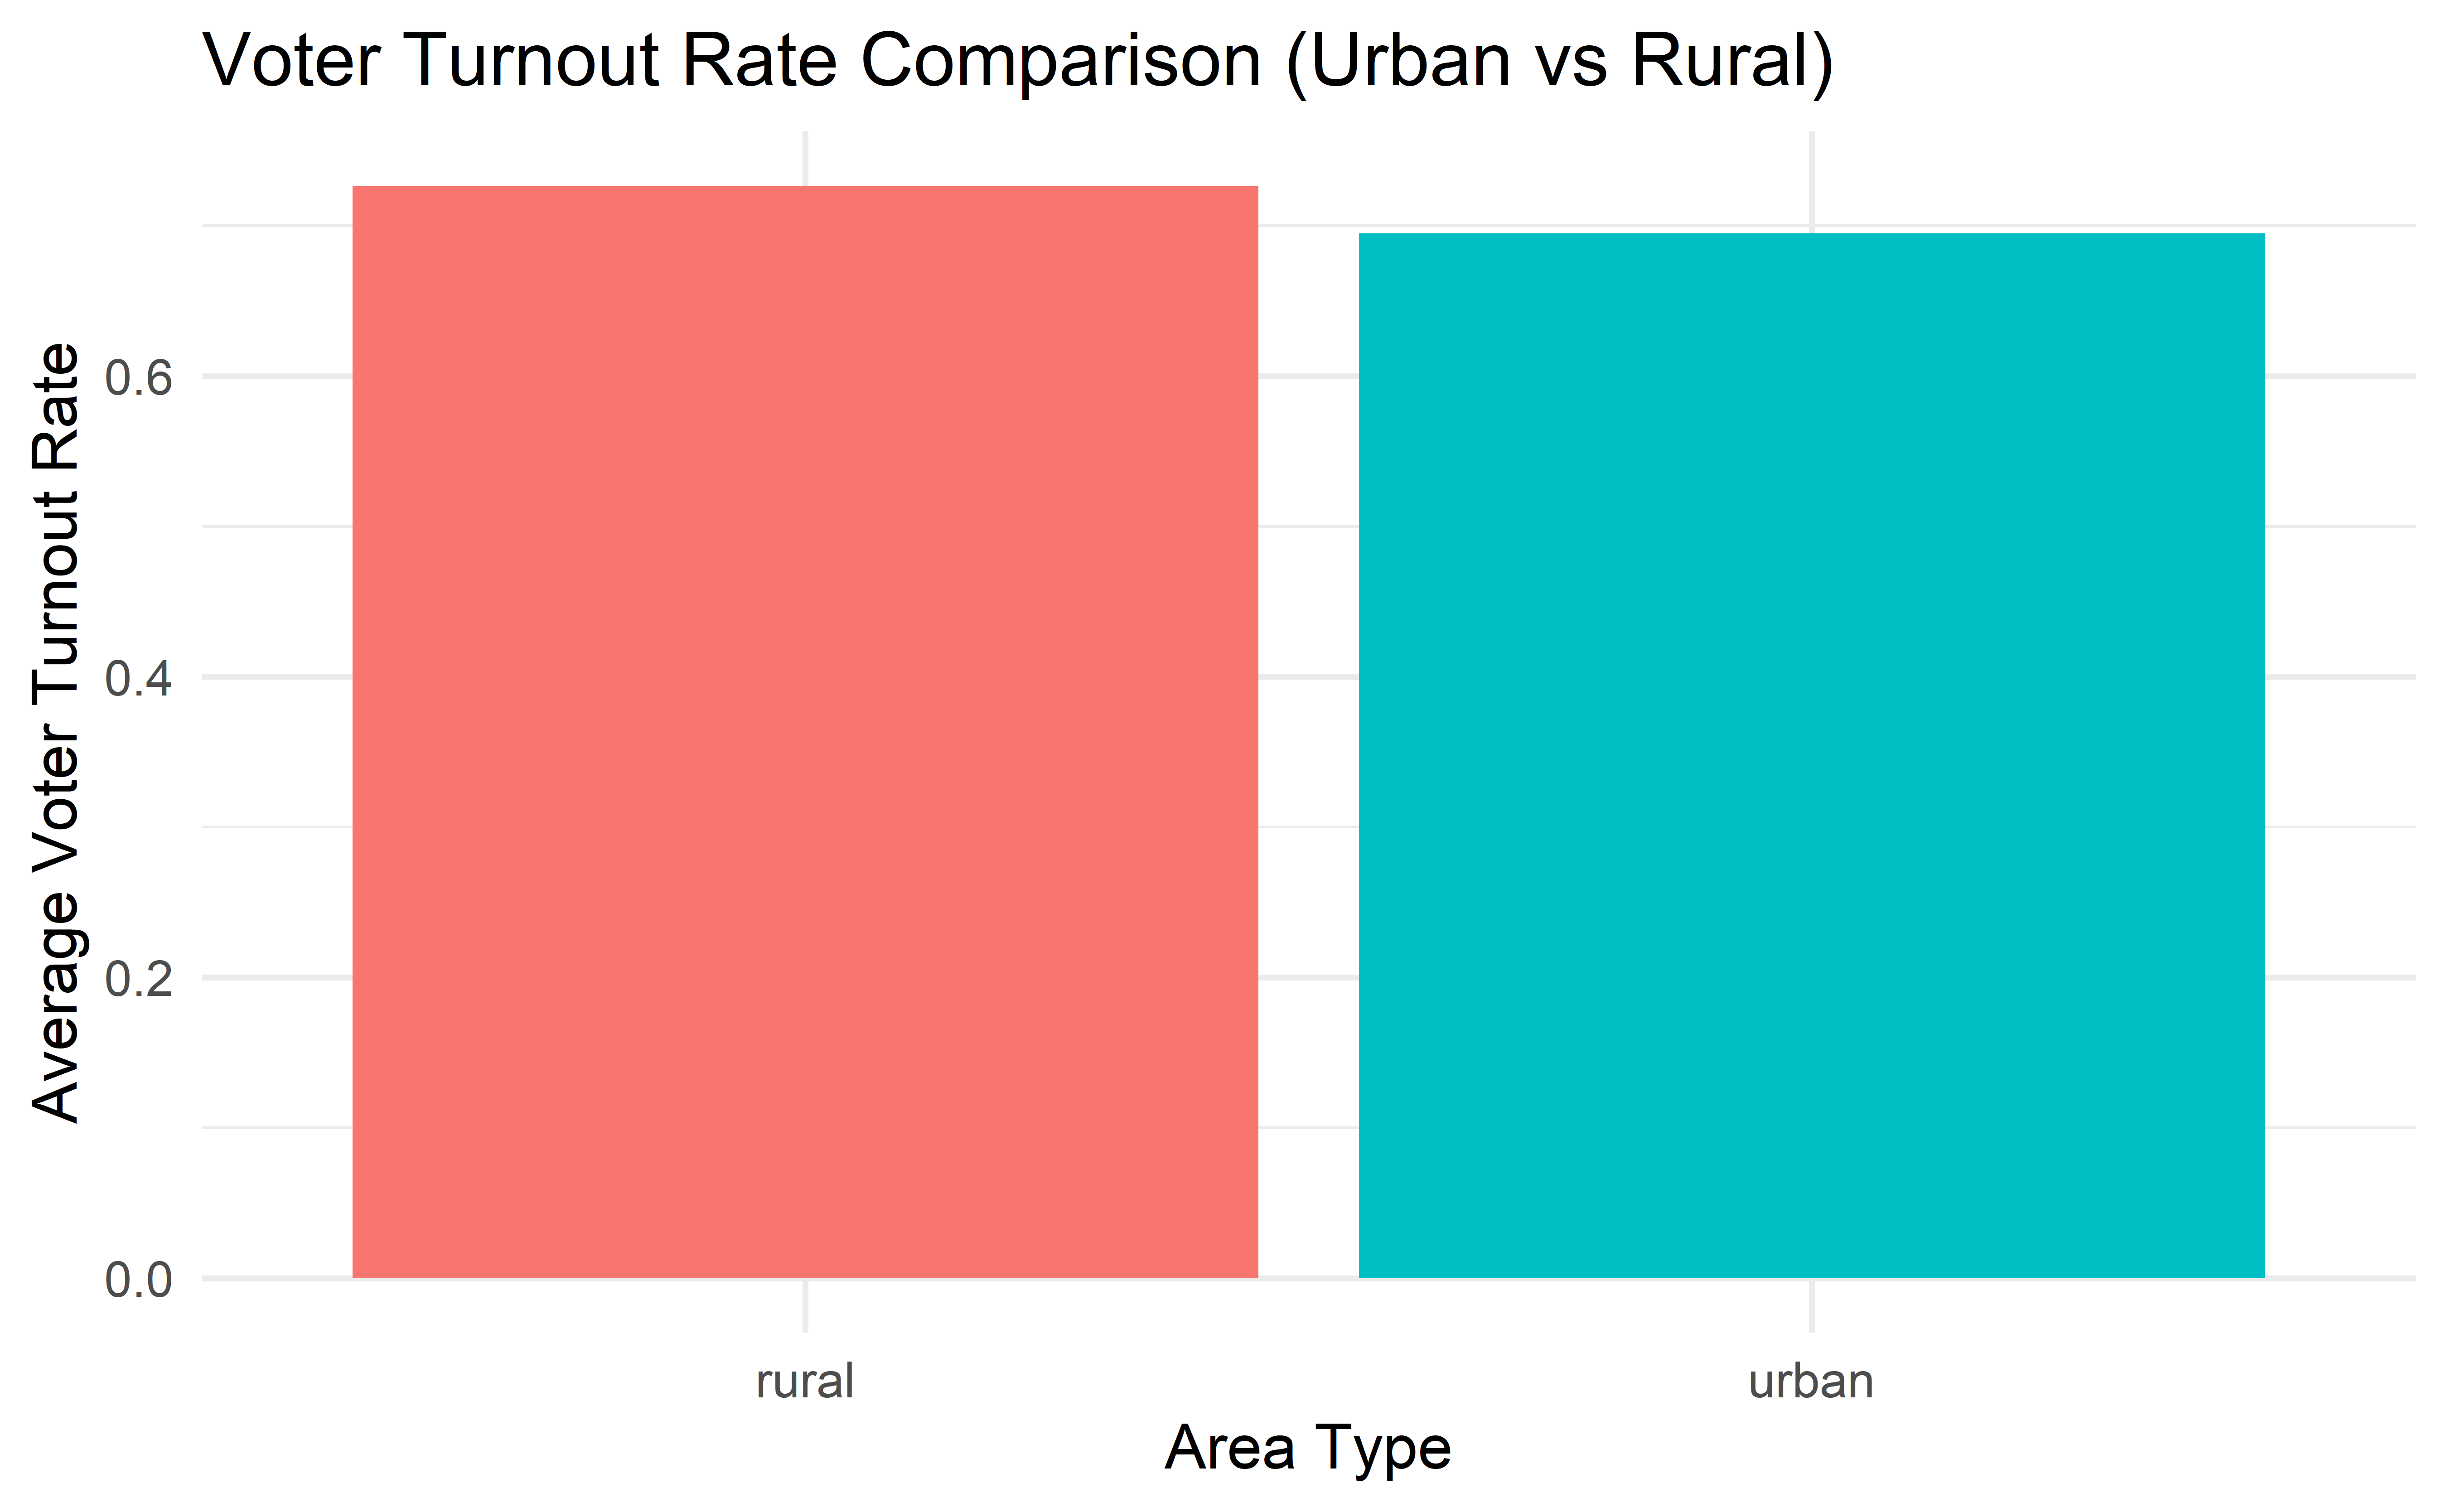 Voter Turnout Rate Comparison (Urban vs Rural)
Average Voter Turnout Rate
0.6
0.4
0.2
0.0
rural
urban
Area Type